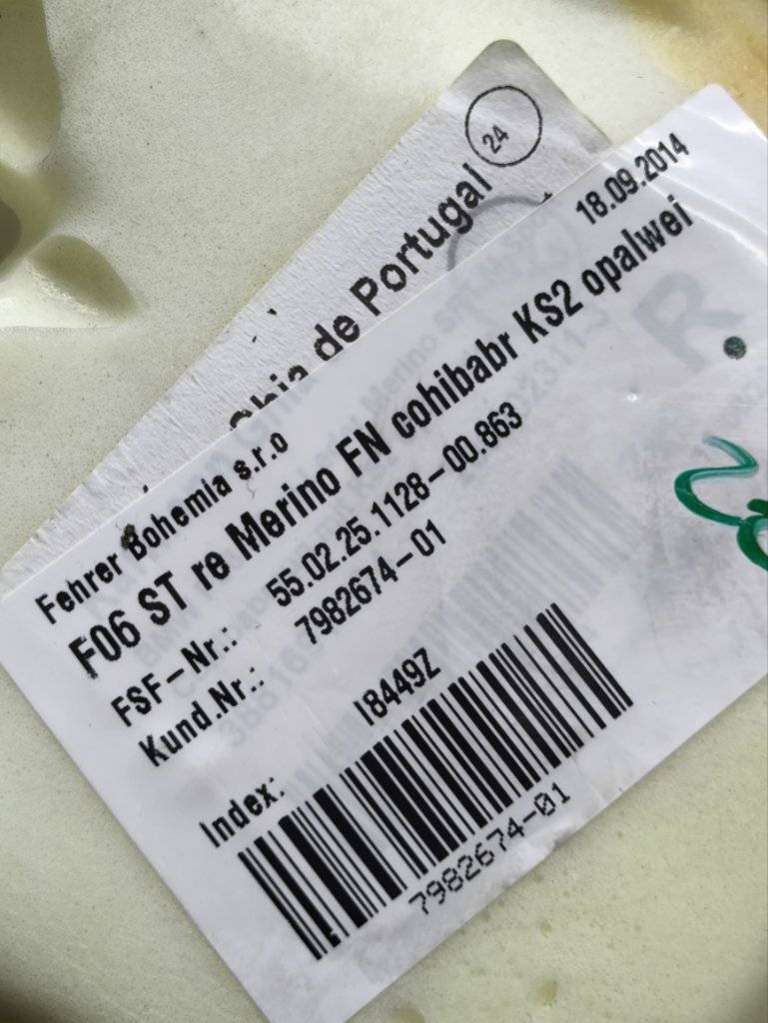 24
Ghia de Portugal
18.09.2014
Fehrer Bohemia s.r.o
F06 ST re Merino FN cohibabr KS2 opalwei
FSF-Nr.: 55.02.25.1128-00.863
Kund.Nr.: 7982674-01
Index: I8449Z
7982674-01
R